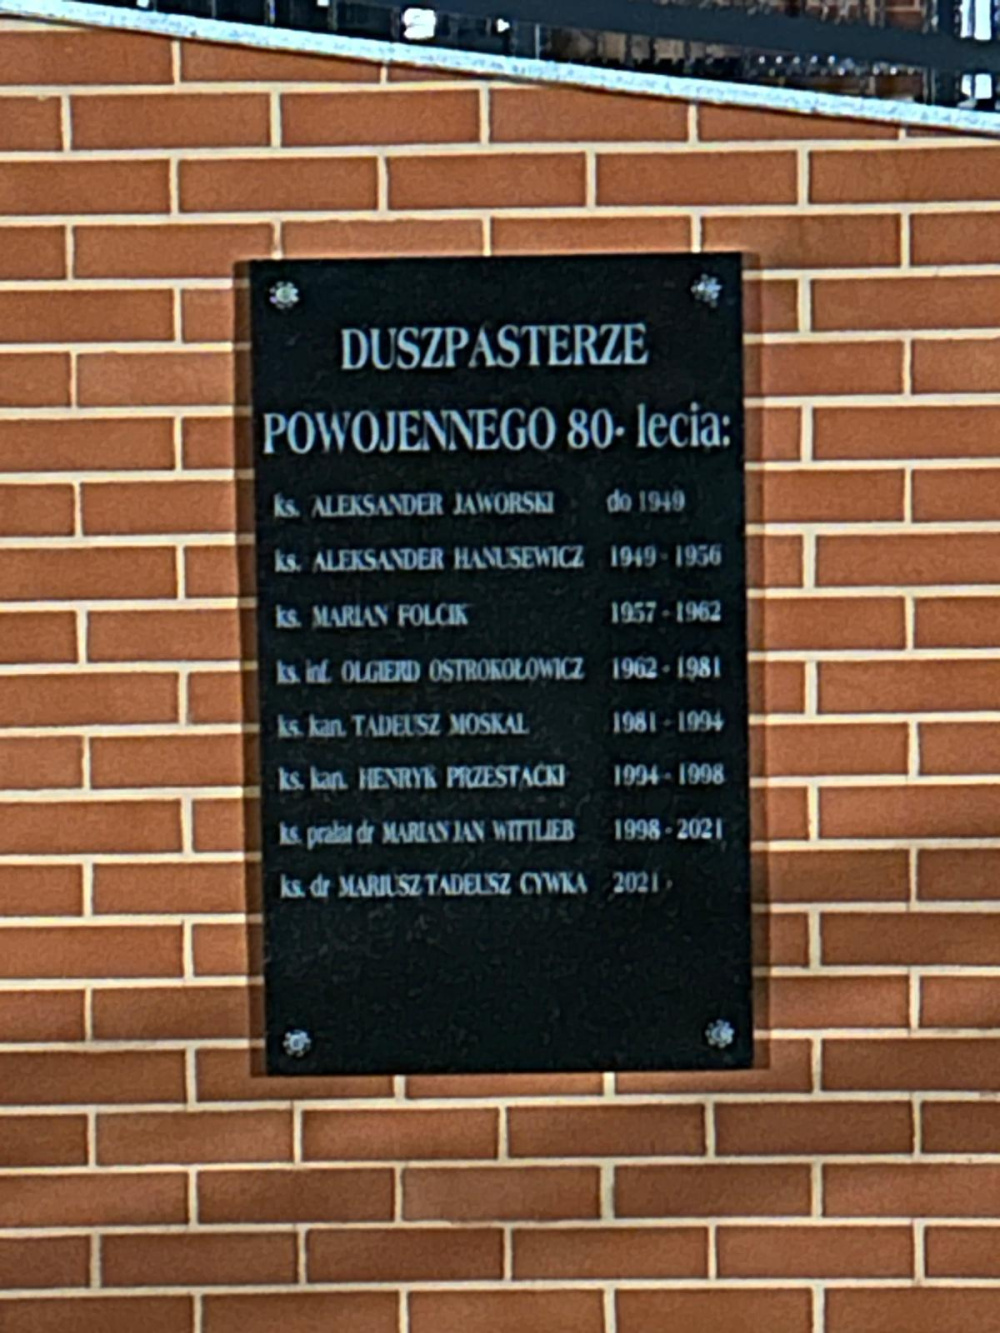 DUSZPASTERZE
POWOJENNEGO 80- lecia:
ks. ALEKSANDER JAWORSKI do 1949
ks. ALEKSANDER HANUSEWICZ 1949 - 1956
ks. MARIAN FOLCIK 1957 - 1962
ks. inf. OLGIERD OSTROKOŁOWICZ 1962 - 1981
ks. kan. TADEUSZ MOSKAL 1981 - 1994
ks. kan. HENRYK PRZESTACKI 1994 - 1998
ks. prałat dr MARIAN JAN WITTLIEB 1998 - 2021
ks. dr MARIUSZ TADEUSZ CYWKA 2021 -